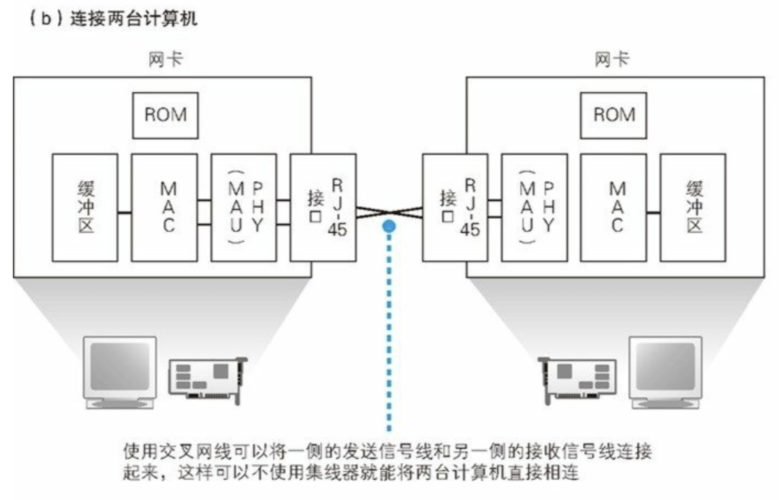 （b）连接两台计算机
网卡
ROM
缓冲区
MAC
PHY（MAU）
RJ-45接口
网卡
ROM
RJ-45接口
PHY（MAU）
MAC
缓冲区
使用交叉网线可以将一侧的发送信号线和另一侧的接收信号线连接
起来，这样可以不使用集线器就能将两台计算机直接相连